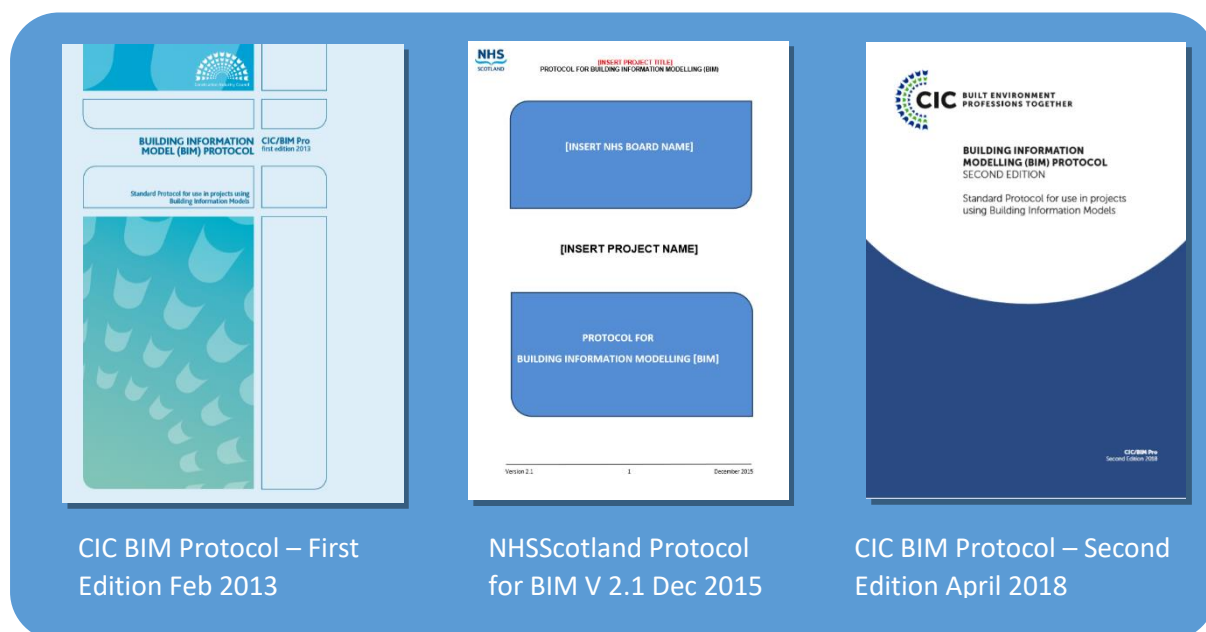 Construction Industry Council
BUILDING INFORMATION
MODEL (BIM) PROTOCOL
CIC/BIM Pro
first edition 2013
Standard Protocol for use in projects using
Building Information Models
CIC BIM Protocol – First
Edition Feb 2013
NHS
SCOTLAND
[INSERT PROJECT TITLE]
PROTOCOL FOR BUILDING INFORMATION MODELLING (BIM)
[INSERT NHS BOARD NAME]
[INSERT PROJECT NAME]
PROTOCOL FOR
BUILDING INFORMATION MODELLING [BIM]
Version 2.1 1 December 2015
NHSScotland Protocol
for BIM V 2.1 Dec 2015
CIC BUILT ENVIRONMENT
PROFESSIONS TOGETHER
BUILDING INFORMATION
MODELLING (BIM) PROTOCOL
SECOND EDITION
Standard Protocol for use in projects
using Building Information Models
CIC/BIM Pro
Second Edition 2018
CIC BIM Protocol – Second
Edition April 2018